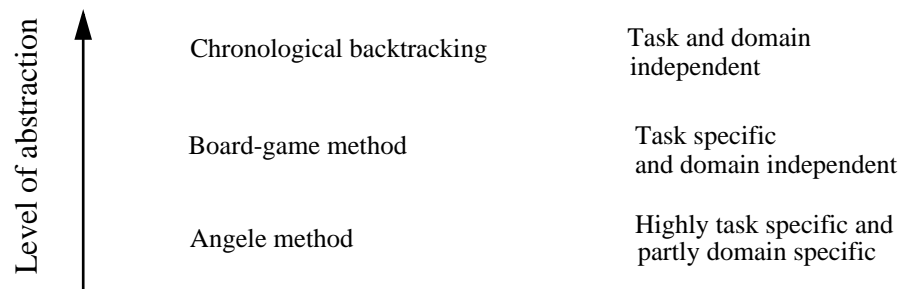 Level of abstraction
Chronological backtracking
Task and domain
independent
Board-game method
Task specific
and domain independent
Angele method
Highly task specific and
partly domain specific